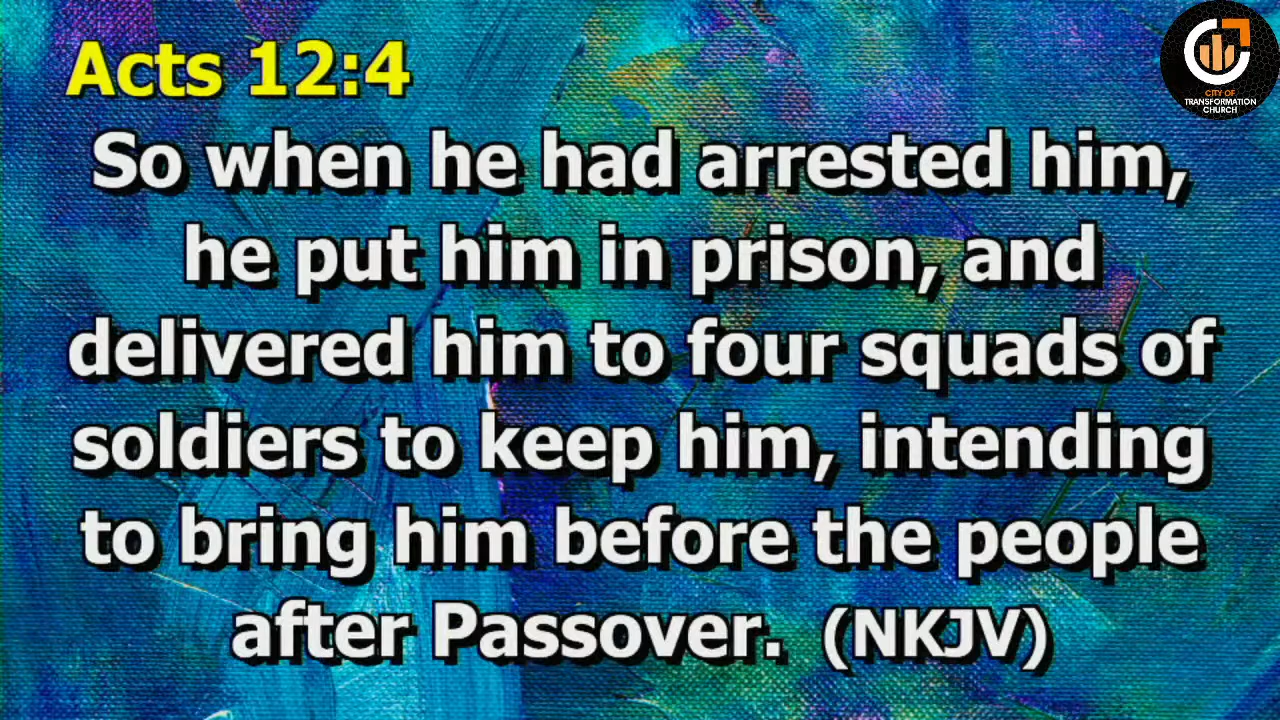 Acts 12:4
So when he had arrested him,
he put him in prison, and
delivered him to four squads of
soldiers to keep him, intending
to bring him before the people
after Passover. (NKJV)
CITY OF
TRANSFORMATION
CHURCH